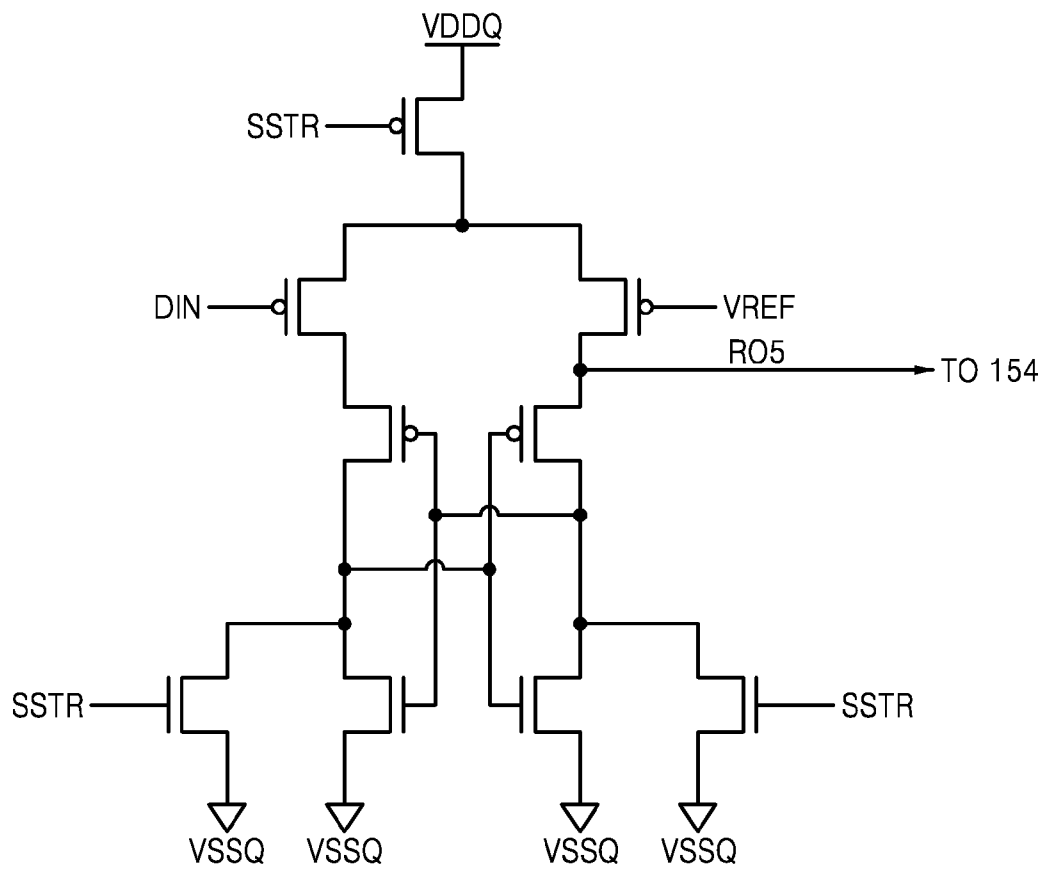 VDDQ
SSTR
DIN
VREF
RO5
TO 154
SSTR
SSTR
VSSQ
VSSQ
VSSQ
VSSQ